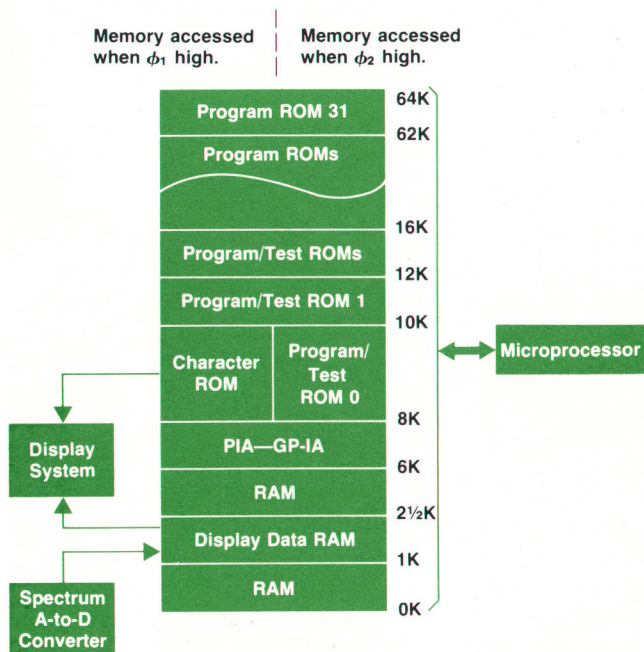 Memory accessed
when ϕ₁ high.
Memory accessed
when ϕ₂ high.
Program ROM 31
64K
62K
Program ROMs
16K
Program/Test ROMs
12K
Program/Test ROM 1
10K
Character
ROM
Program/
Test
ROM 0
Microprocessor
8K
Display
System
PIA—GP-IA
6K
RAM
2½K
Display Data RAM
1K
RAM
0K
Spectrum
A-to-D
Converter